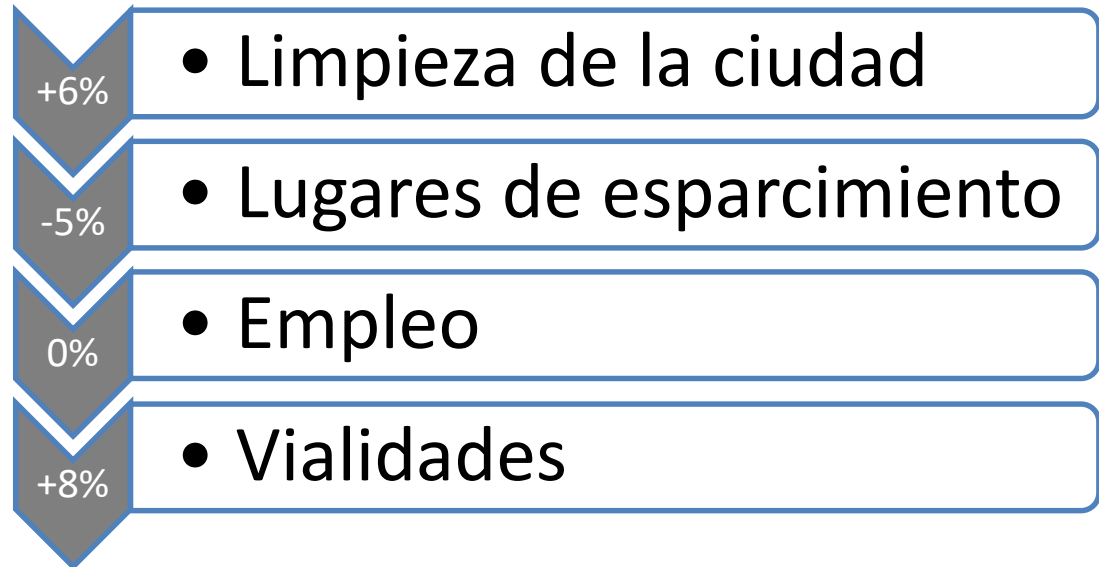 +6%
• Limpieza de la ciudad
-5%
• Lugares de esparcimiento
0%
• Empleo
+8%
• Vialidades